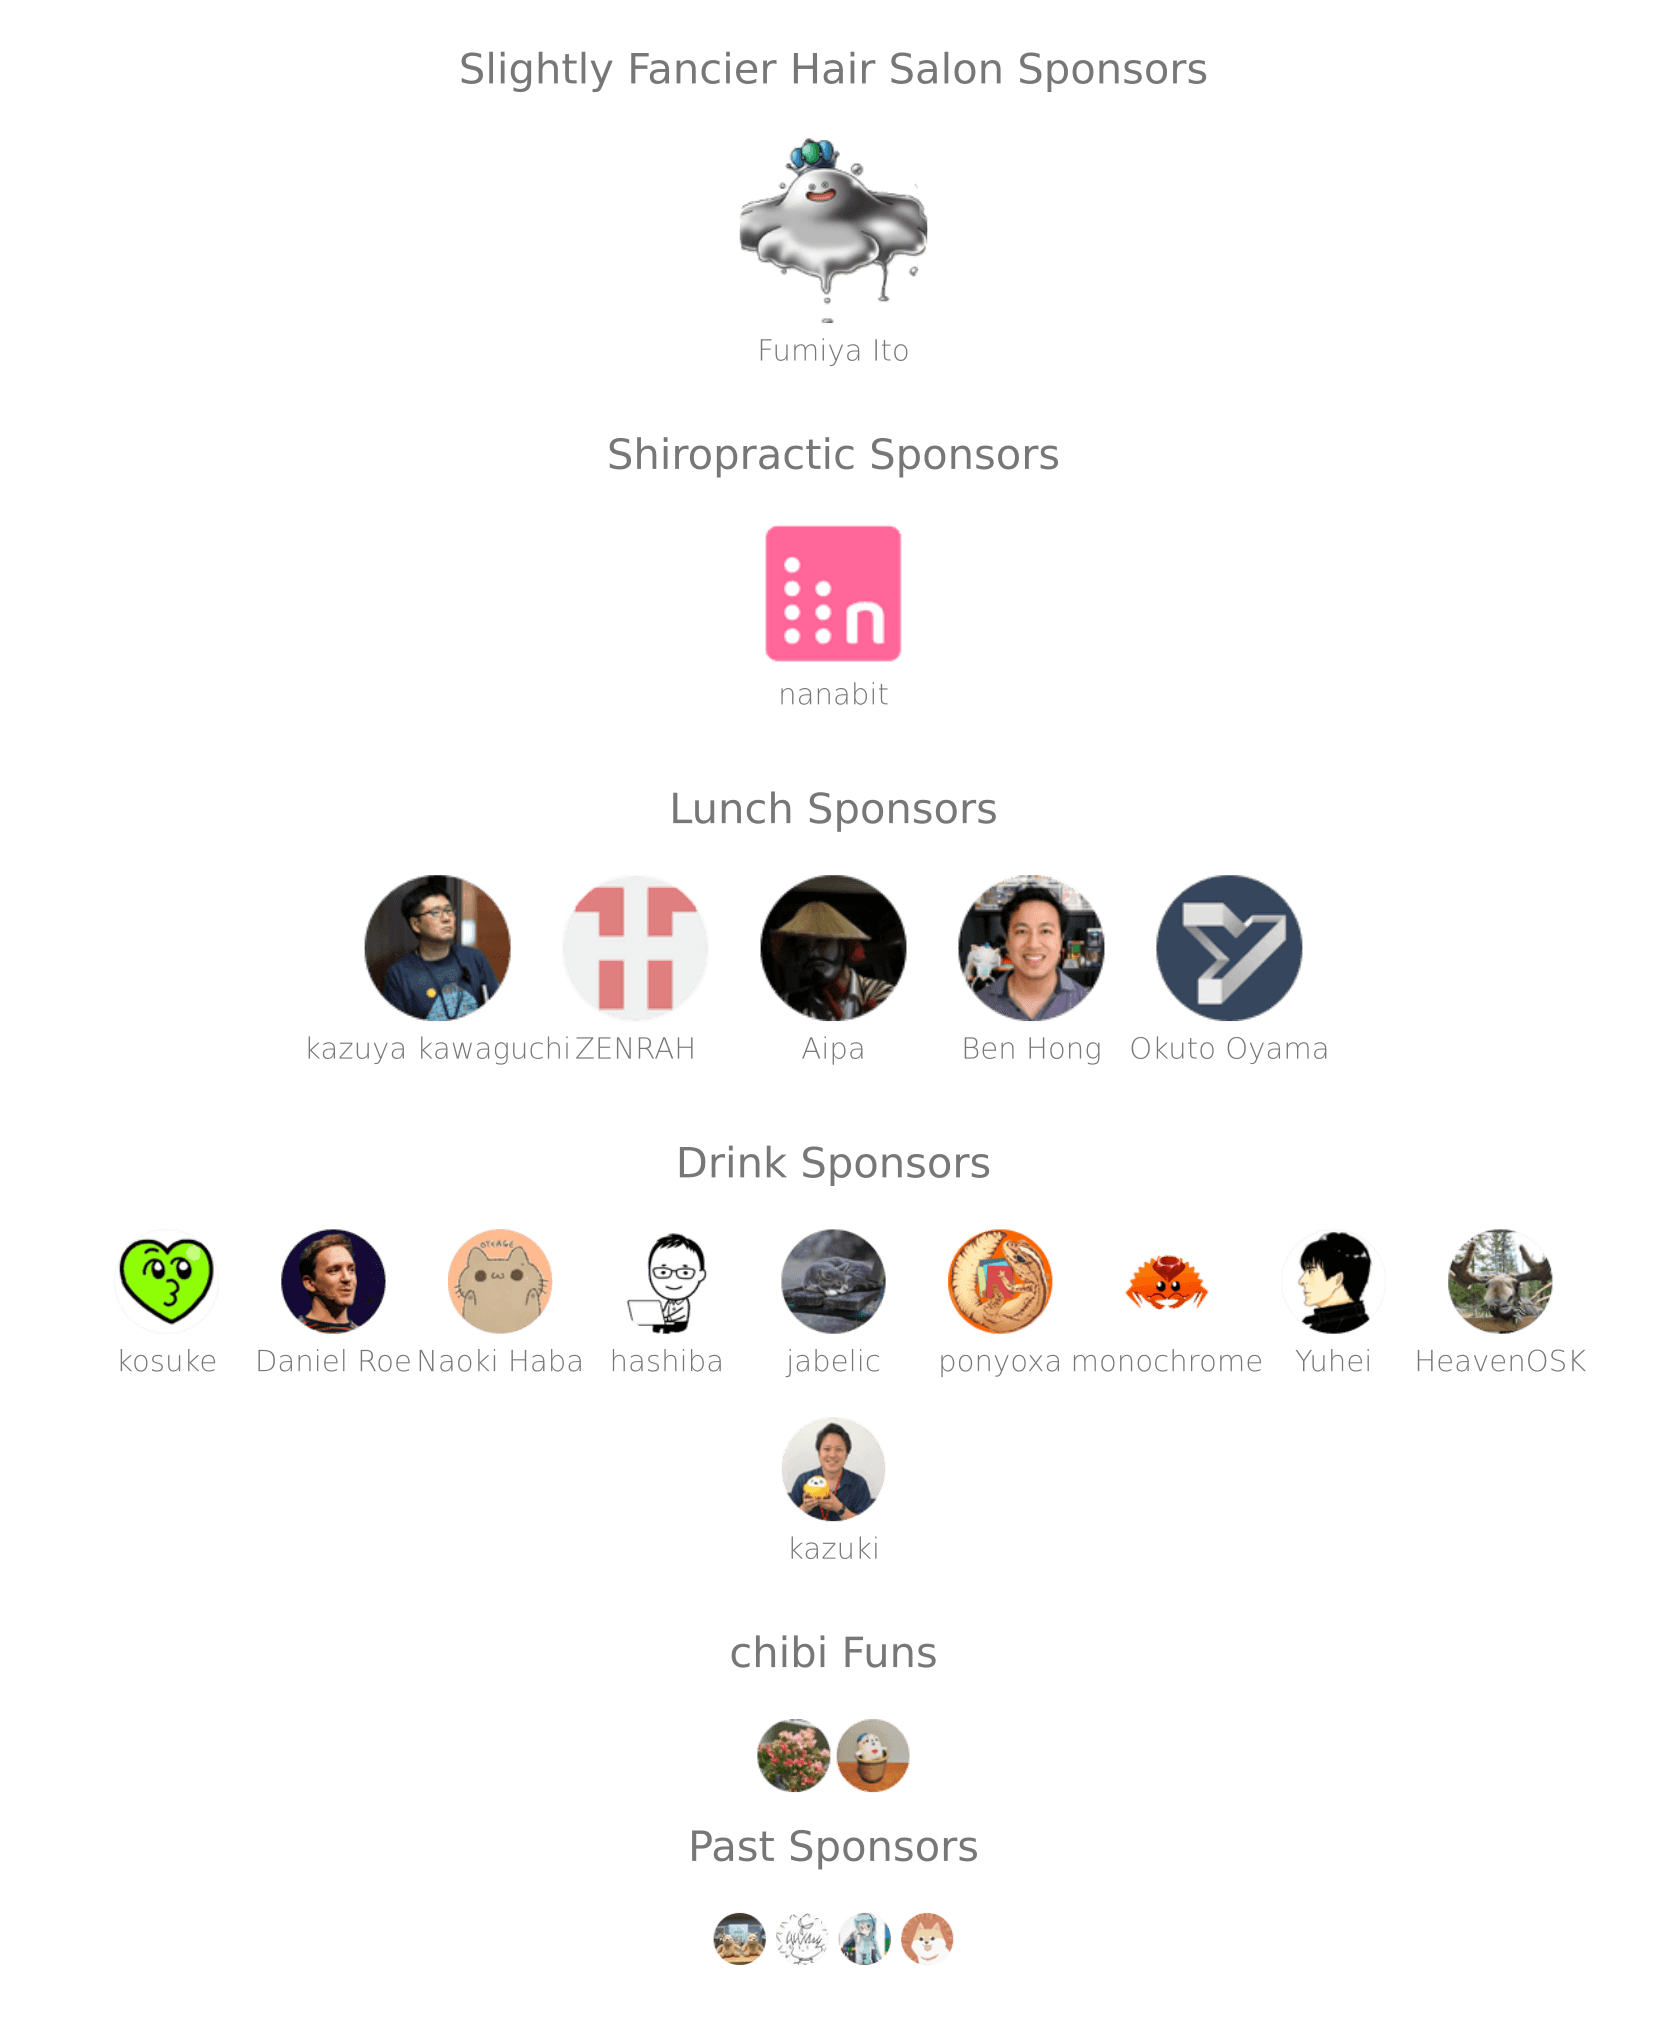 Slightly Fancier Hair Salon Sponsors
Fumiya Ito
Shiropractic Sponsors
n
nanabit
Lunch Sponsors
kazuya kawaguchi ZENRAH Aipa Ben Hong Okuto Oyama
Drink Sponsors
OTEAGE
kosuke Daniel Roe Naoki Haba hashiba jabelic ponyoxa monochrome Yuhei HeavenOSK
kazuki
chibi Funs
Past Sponsors